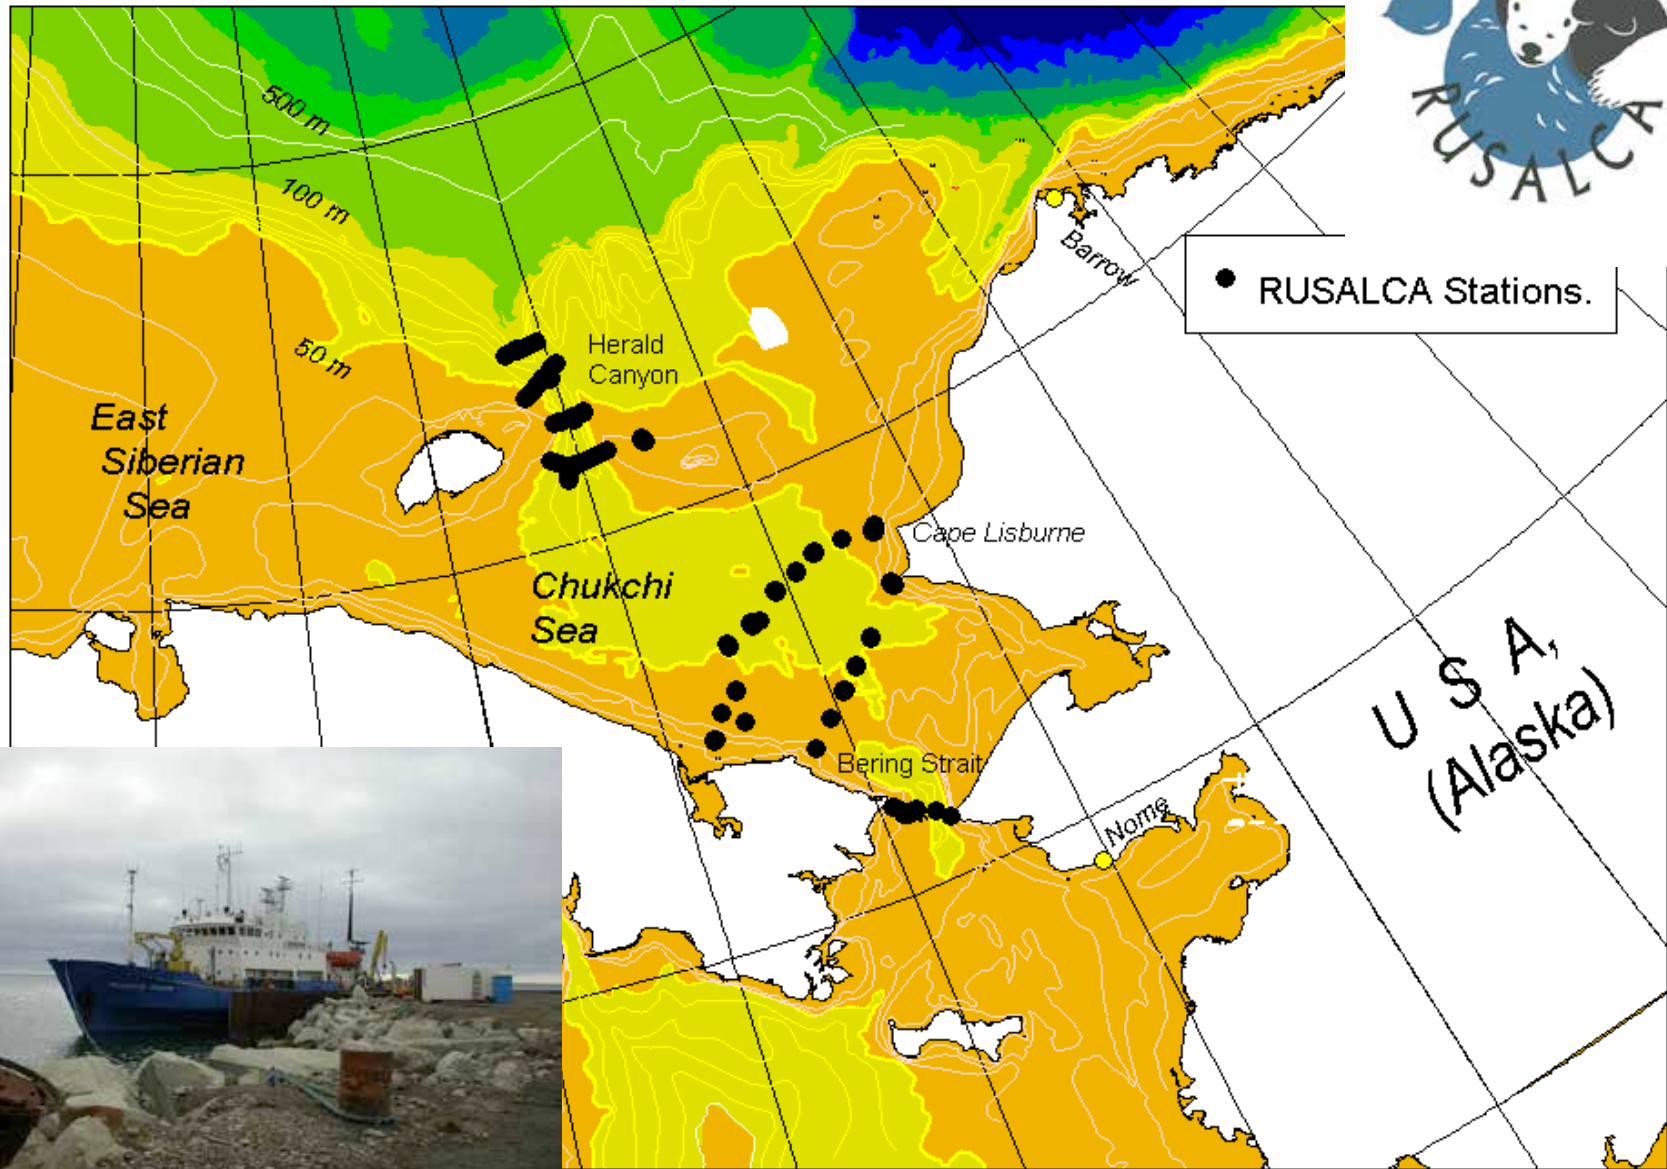 RUSALCA
500 m
100 m
Barrow
RUSALCA Stations.
50 m
Herald
Canyon
East
Siberian
Sea
Cape Lisburne
Chukchi
Sea
U S A,
(Alaska)
Bering Strait
Nome